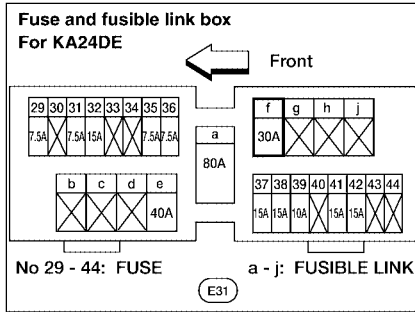 Fuse and fusible link box
For KA24DE
Front
29 30 31 32 33 34 35 36
7.5A 7.5A 15A 7.5A 7.5A
a
80A
f g h j
30A
b c d e
40A
37 38 39 40 41 42 43 44
15A 15A 10A 15A 15A
No 29 - 44: FUSE
a - j: FUSIBLE LINK
E31